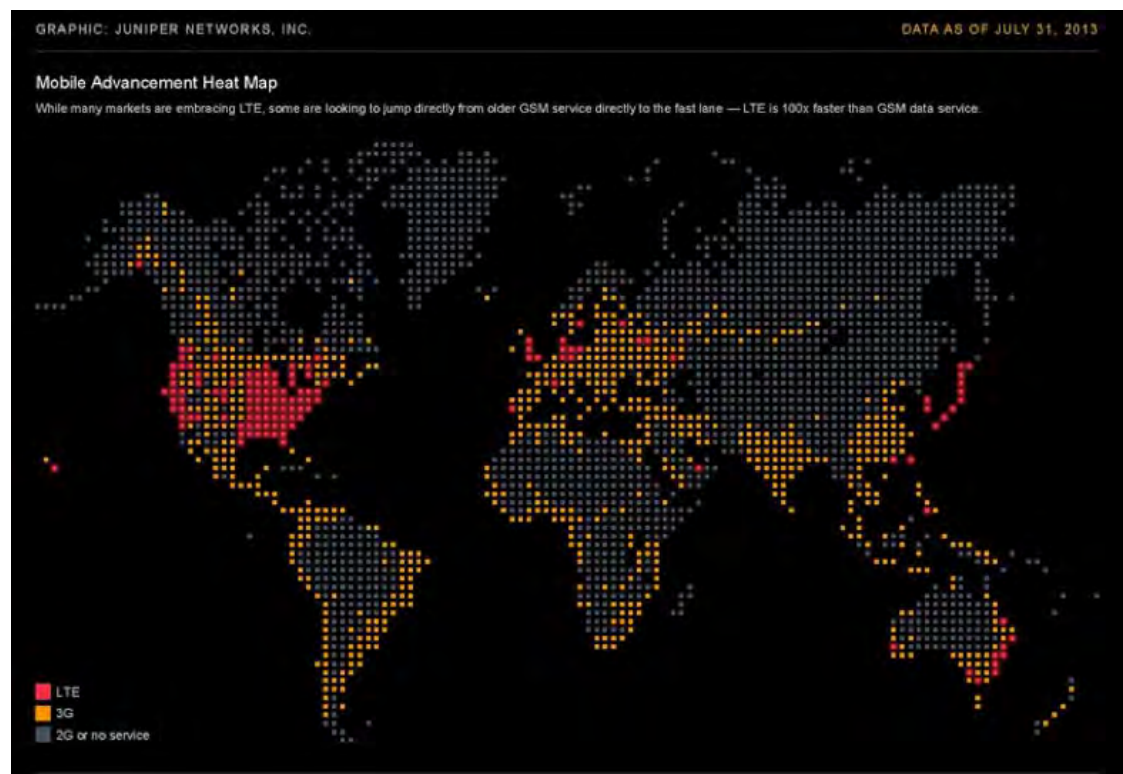 GRAPHIC: JUNIPER NETWORKS, INC.
DATA AS OF JULY 31, 2013
Mobile Advancement Heat Map
While many markets are embracing LTE, some are looking to jump directly from older GSM service directly to the fast lane — LTE is 100x faster than GSM data service.
LTE
3G
2G or no service